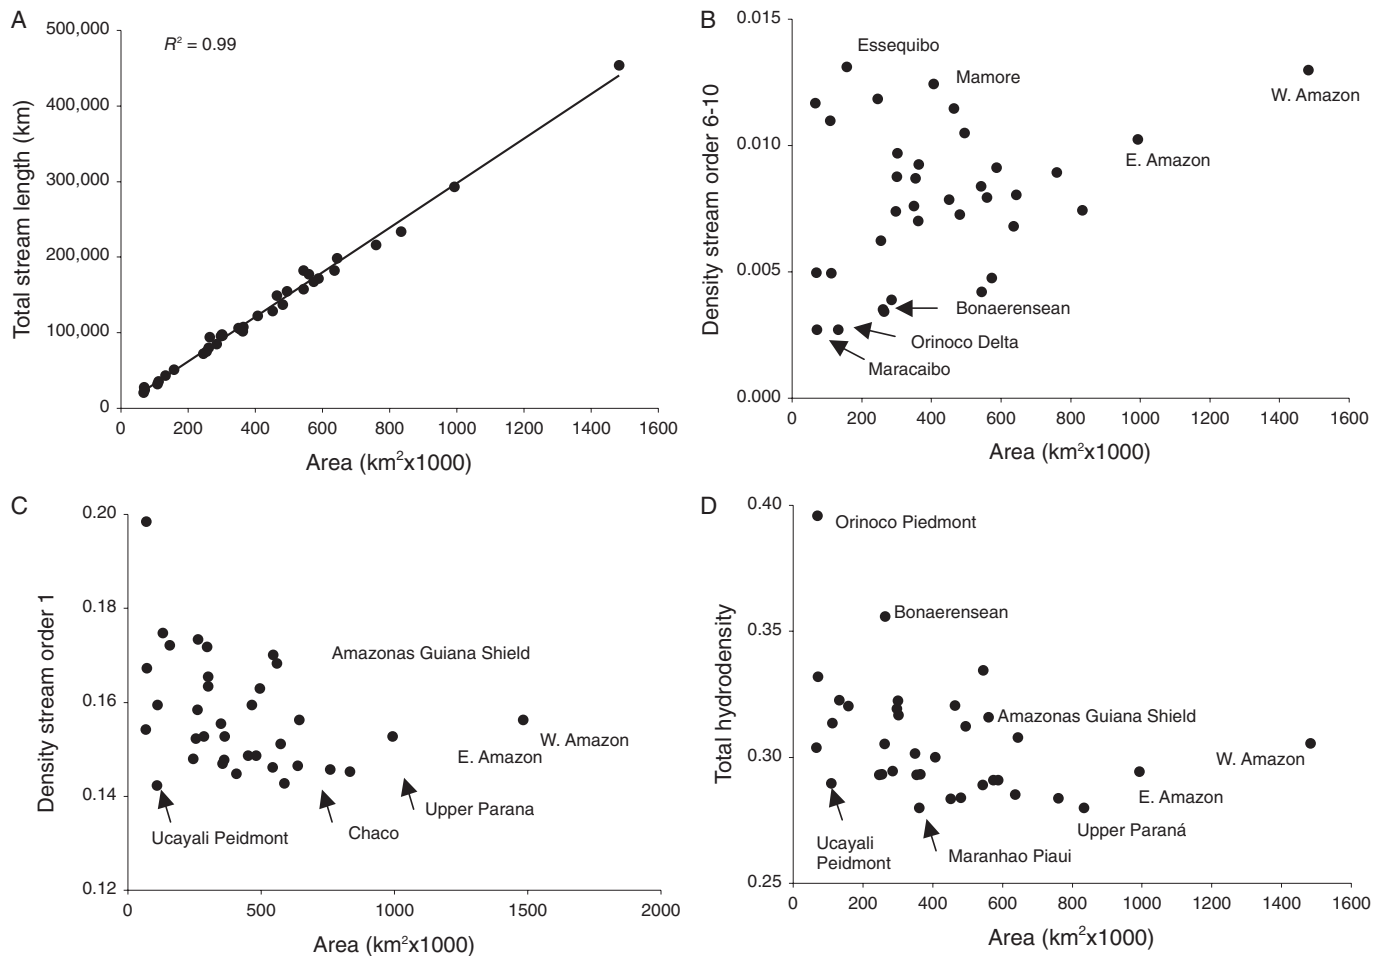 A
R² = 0.99
Total stream length (km)
500,000
400,000
300,000
200,000
100,000
0
0 200 400 600 800 1000 1200 1400 1600
Area (km²x1000)
B
Density stream order 6-10
0.015
0.010
0.005
0.000
Essequibo
Mamore
W. Amazon
E. Amazon
Bonaerensean
Orinoco Delta
Maracaibo
0 200 400 600 800 1000 1200 1400 1600
Area (km²x1000)
C
Density stream order 1
0.20
0.18
0.16
0.14
0.12
Amazonas Guiana Shield
W. Amazon
E. Amazon
Upper Parana
Chaco
Ucayali Peidmont
0 500 1000 1500 2000
Area (km²x1000)
D
Total hydrodensity
0.40
0.35
0.30
0.25
Orinoco Piedmont
Bonaerensean
Amazonas Guiana Shield
W. Amazon
E. Amazon
Upper Paraná
Ucayali
Peidmont
Maranhao Piaui
0 200 400 600 800 1000 1200 1400 1600
Area (km²x1000)